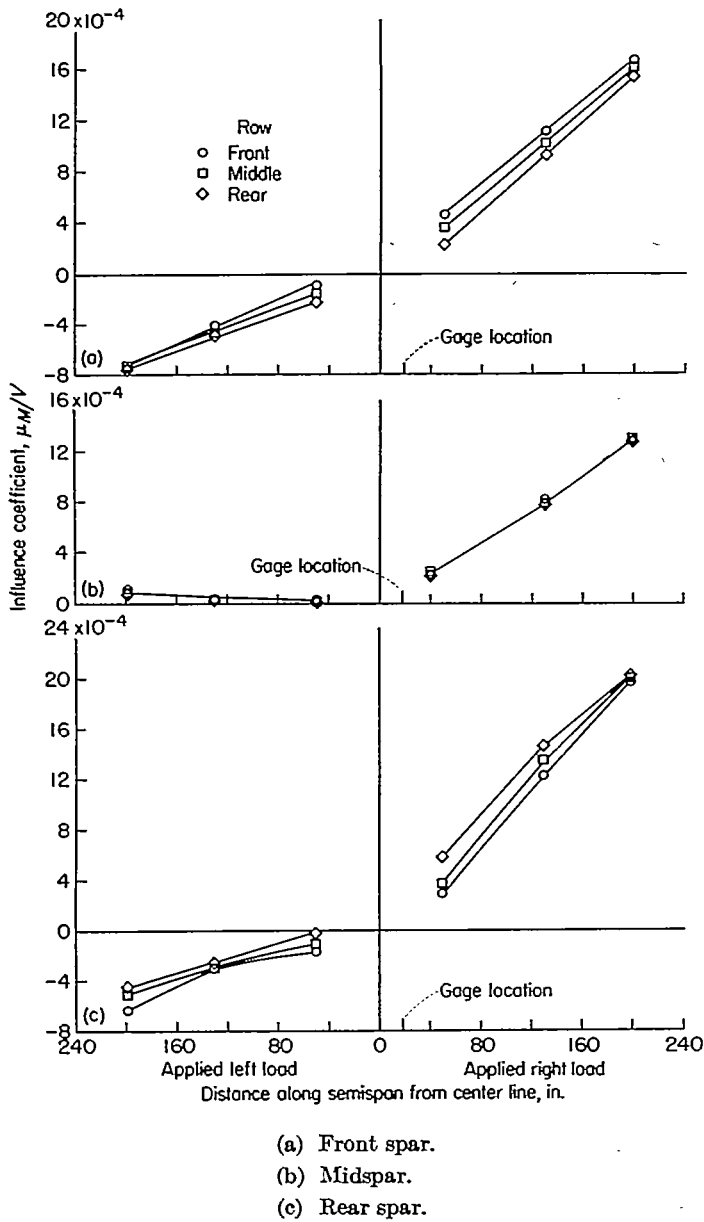 20×10⁻⁴
16
12
8
4
0
-4
-8
Row
Front
Middle
Rear
(a)
Gage location
16×10⁻⁴
12
8
4
0
(b)
Gage location
Influence coefficient, μM/V
24×10⁻⁴
20
16
12
8
4
0
-4
-8
(c)
Gage location
240 160 80 0 80 160 240
Applied left load Applied right load
Distance along semispan from center line, in.
(a) Front spar.
(b) Midspar.
(c) Rear spar.